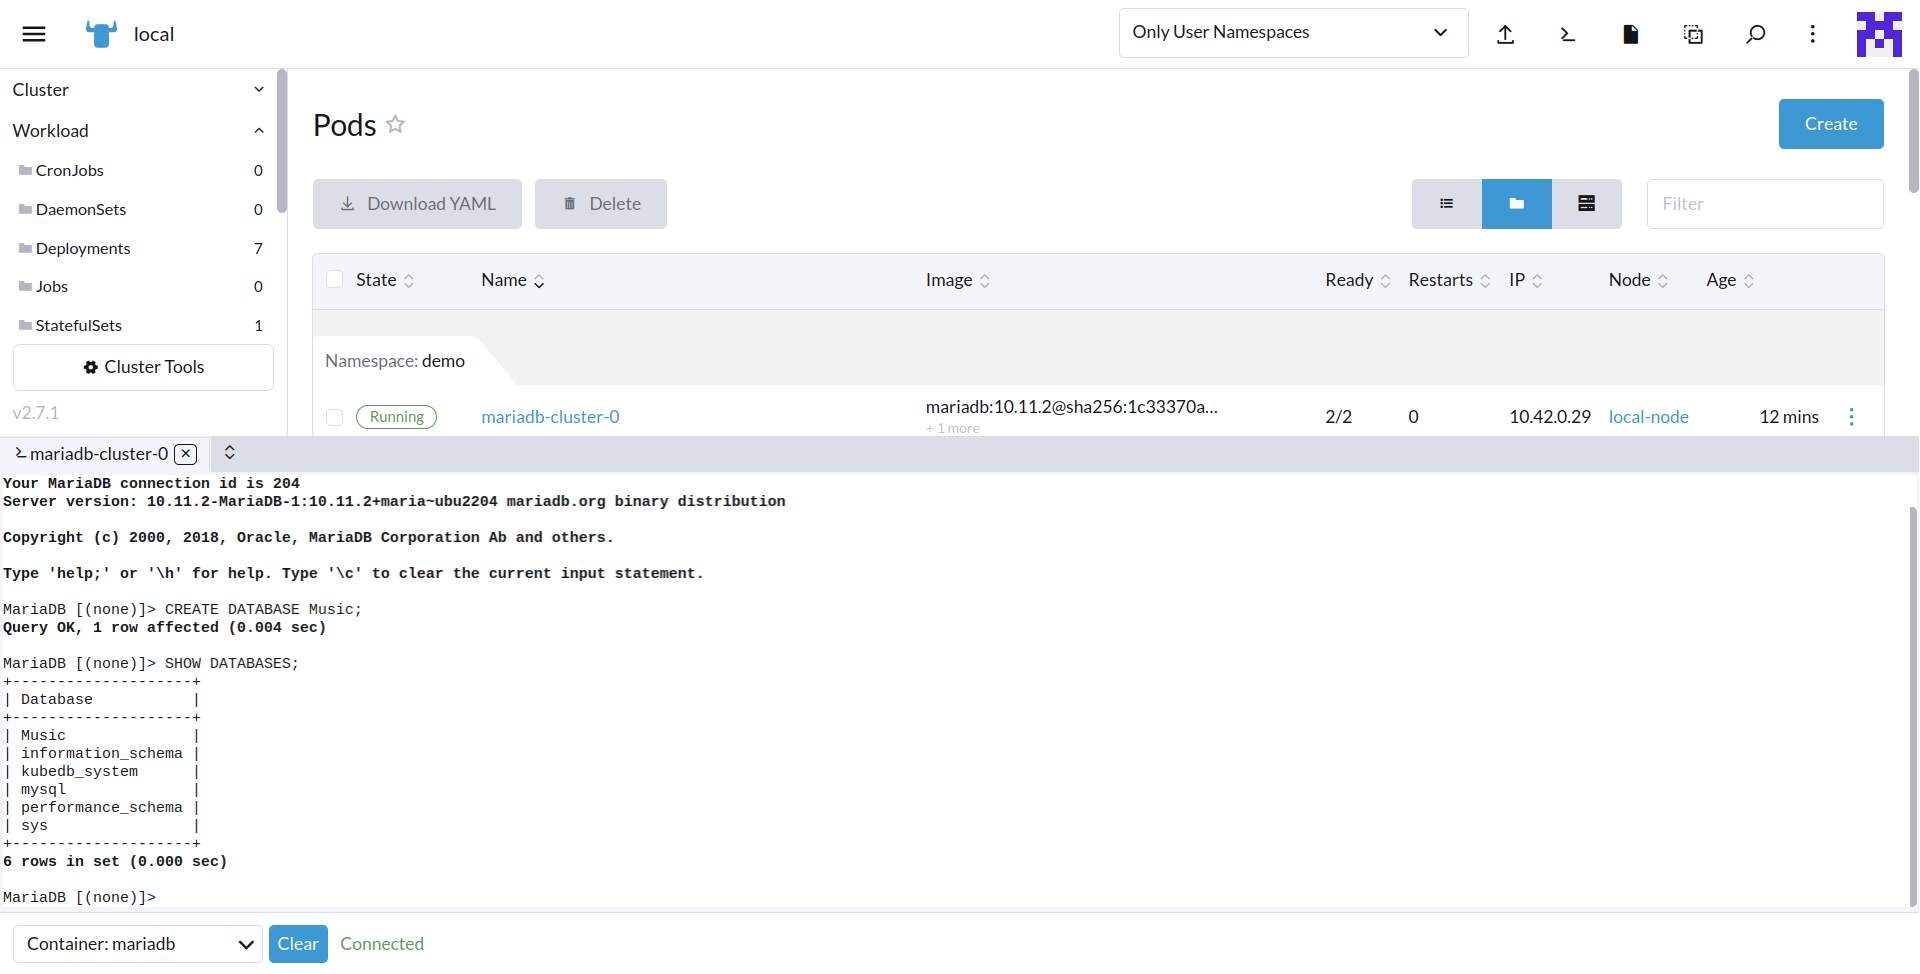 local
Only User Namespaces
Cluster
Workload
CronJobs 0
DaemonSets 0
Deployments 7
Jobs 0
StatefulSets 1
Cluster Tools
v2.7.1
Pods
Create
Download YAML
Delete
Filter
State Name Image Ready Restarts IP Node Age
Namespace: demo
Running mariadb-cluster-0 mariadb:10.11.2@sha256:1c33370a... 2/2 0 10.42.0.29 local-node 12 mins
+ 1 more
mariadb-cluster-0
Your MariaDB connection id is 204
Server version: 10.11.2-MariaDB-1:10.11.2+maria~ubu2204 mariadb.org binary distribution
Copyright (c) 2000, 2018, Oracle, MariaDB Corporation Ab and others.
Type 'help;' or '\h' for help. Type '\c' to clear the current input statement.
MariaDB [(none)]> CREATE DATABASE Music;
Query OK, 1 row affected (0.004 sec)
MariaDB [(none)]> SHOW DATABASES;
+--------------------+
| Database           |
+--------------------+
| Music              |
| information_schema |
| kubedb_system      |
| mysql              |
| performance_schema |
| sys                |
+--------------------+
6 rows in set (0.000 sec)
MariaDB [(none)]>
Container: mariadb
Clear
Connected